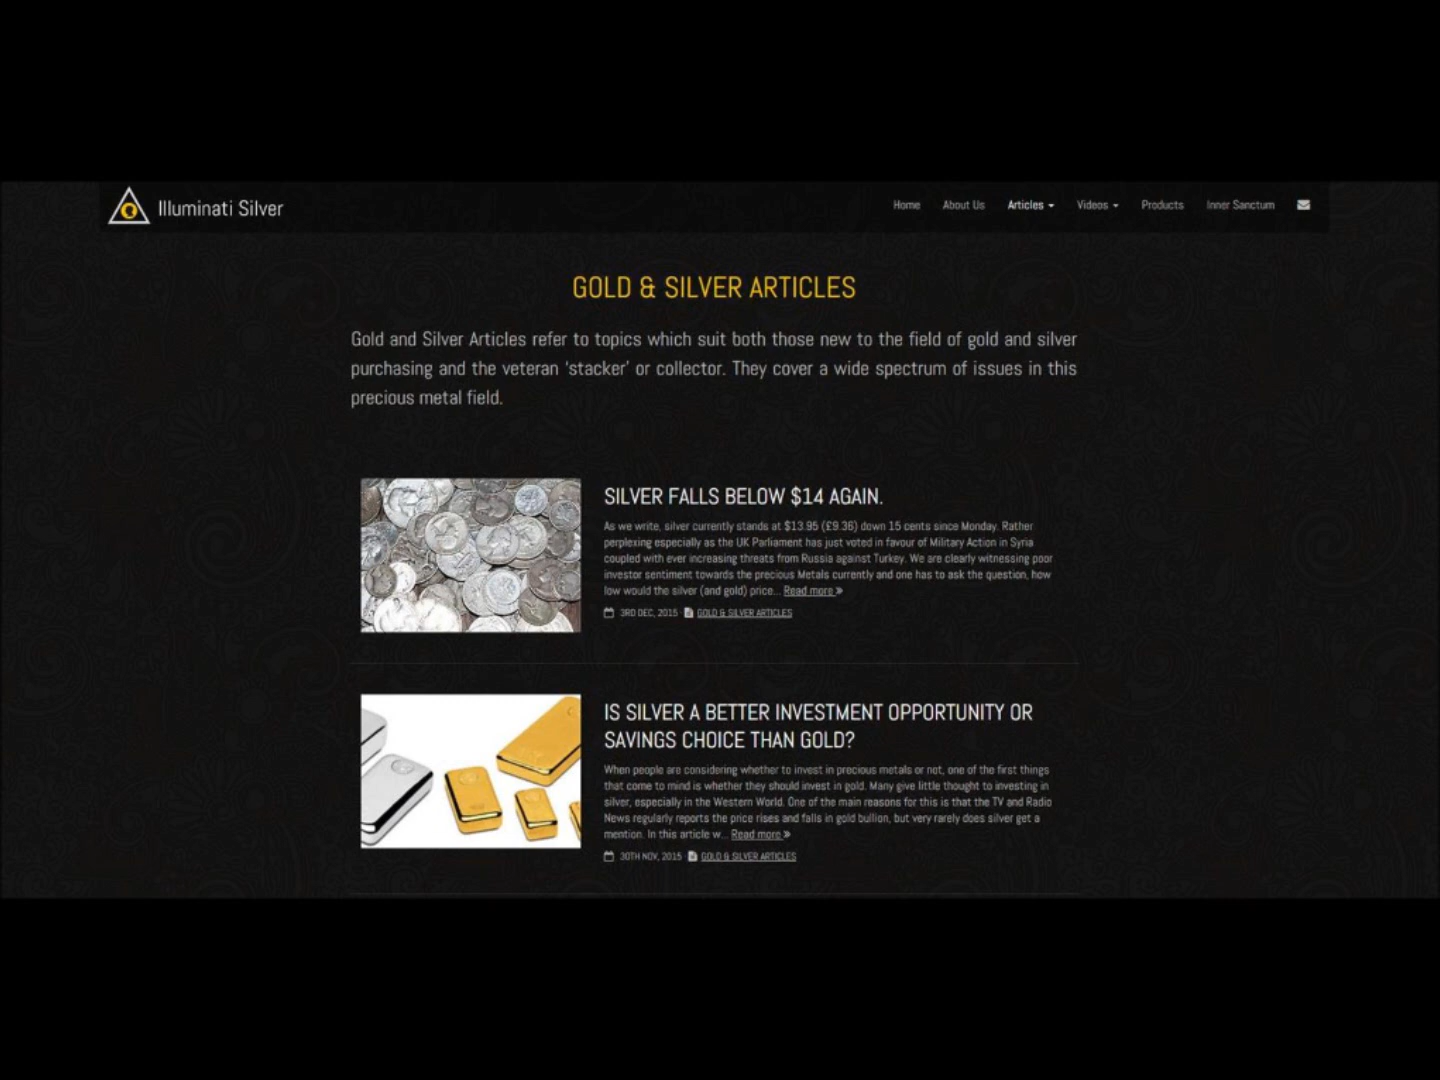 Illuminati Silver
Home About Us Articles Videos Products Inner Sanctum
GOLD & SILVER ARTICLES
Gold and Silver Articles refer to topics which suit both those new to the field of gold and silver
purchasing and the veteran ‘stacker’ or collector. They cover a wide spectrum of issues in this
precious metal field.
SILVER FALLS BELOW $14 AGAIN.
As we write, silver currently stands at $13.95 (£9.36) down 15 cents since Monday. Rather
perplexing especially as the UK Parliament has just voted in favour of Military Action in Syria
coupled with ever increasing threats from Russia against Turkey. We are clearly witnessing poor
investor sentiment towards the precious Metals currently and one has to ask the question, how
low would the silver (and gold) price... Read more »
3RD DEC, 2015 · GOLD & SILVER ARTICLES
IS SILVER A BETTER INVESTMENT OPPORTUNITY OR
SAVINGS CHOICE THAN GOLD?
When people are considering whether to invest in precious metals or not, one of the first things
that come to mind is whether they should invest in gold. Many give little thought to investing in
silver, especially in the Western World. One of the main reasons for this is that the TV and Radio
News regularly reports the price rises and falls in gold bullion, but very rarely does silver get a
mention. In this article w... Read more »
30TH NOV, 2015 · GOLD & SILVER ARTICLES